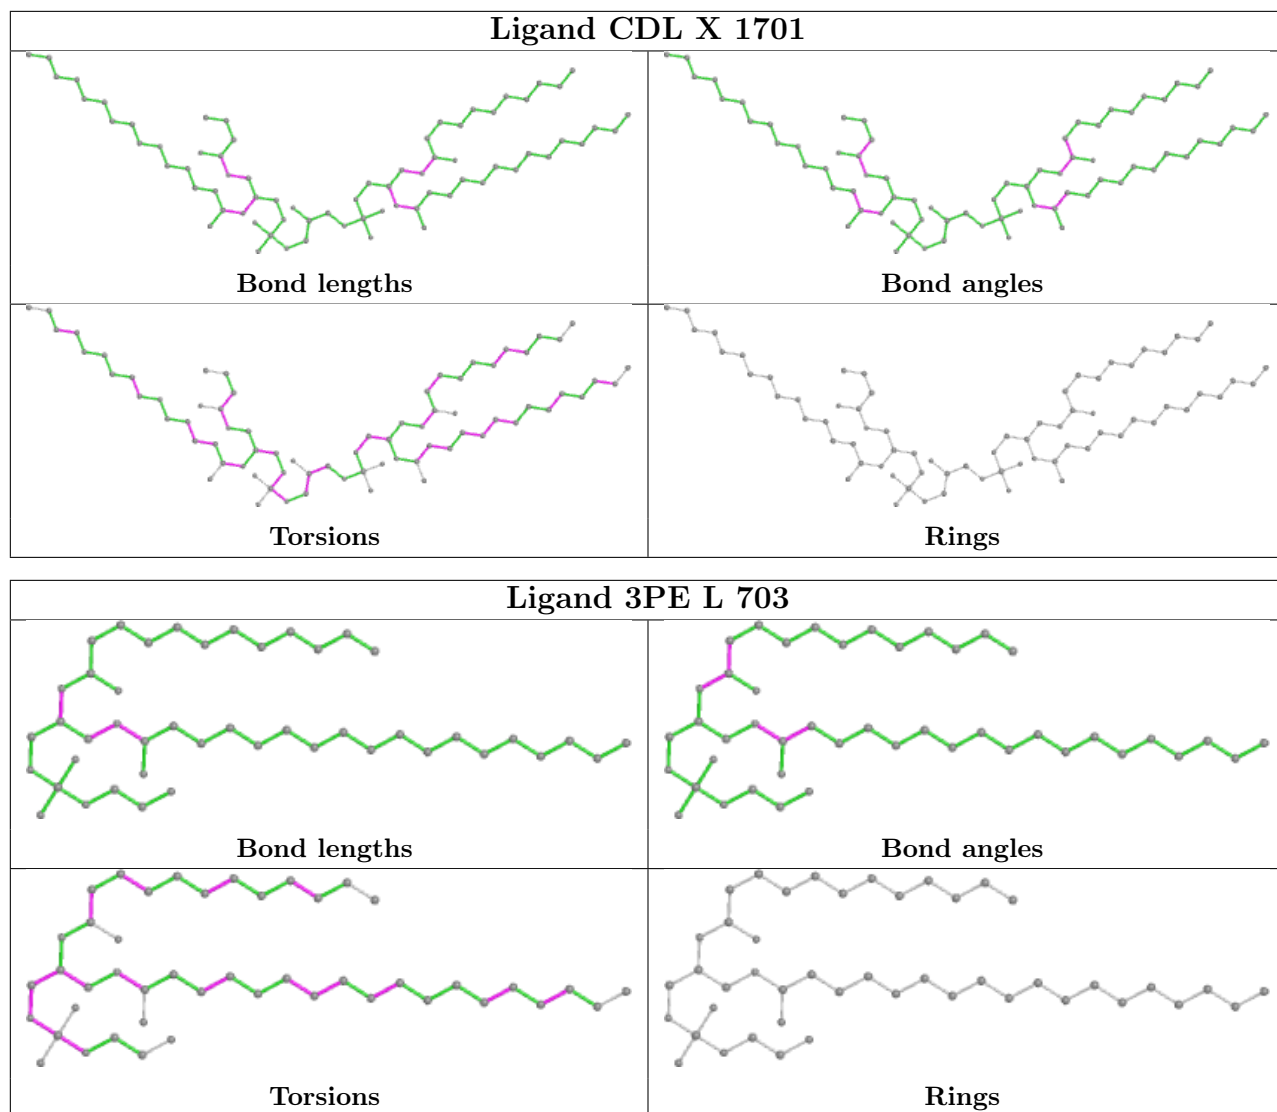 Ligand CDL X 1701
Bond lengths
Bond angles
Torsions
Rings
Ligand 3PE L 703
Bond lengths
Bond angles
Torsions
Rings